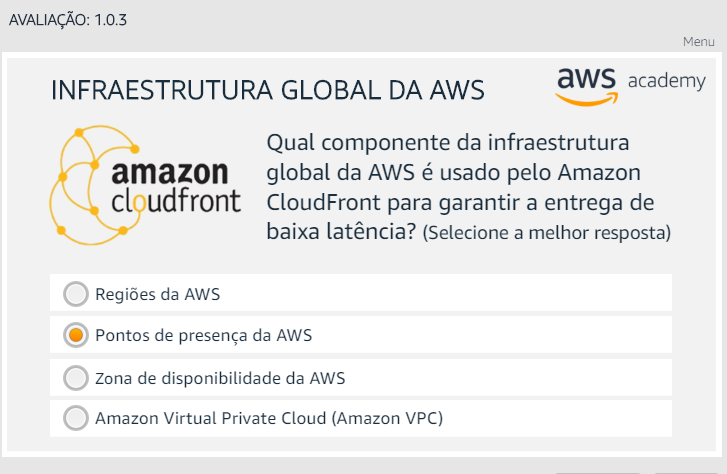 AVALIAÇÃO: 1.0.3
Menu
INFRAESTRUTURA GLOBAL DA AWS
aws academy
amazon
cloudfront
Qual componente da infraestrutura
global da AWS é usado pelo Amazon
CloudFront para garantir a entrega de
baixa latência? (Selecione a melhor resposta)
Regiões da AWS
Pontos de presença da AWS
Zona de disponibilidade da AWS
Amazon Virtual Private Cloud (Amazon VPC)